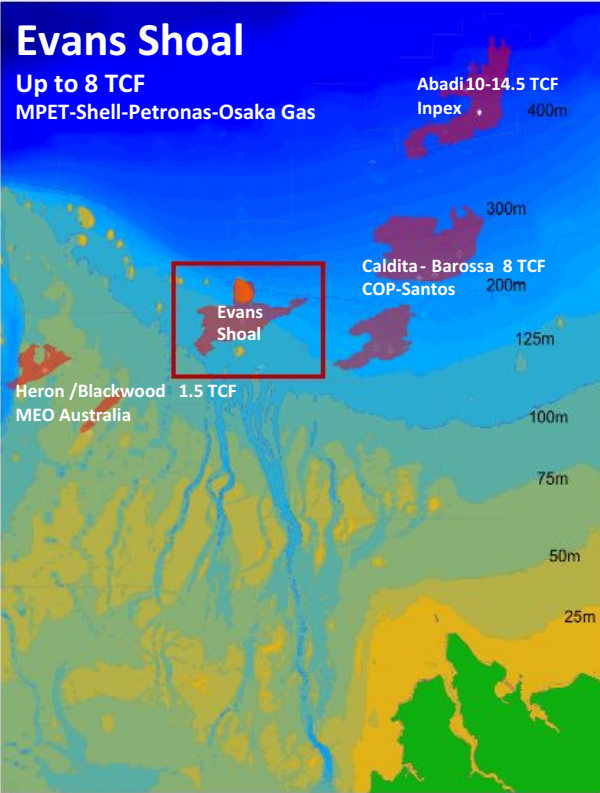 Evans Shoal
Up to 8 TCF
MPET-Shell-Petronas-Osaka Gas
Abadi 10-14.5 TCF
Inpex
400m
300m
Caldita - Barossa 8 TCF
COP-Santos
200m
Evans
Shoal
125m
Heron /Blackwood 1.5 TCF
MEO Australia
100m
75m
50m
25m